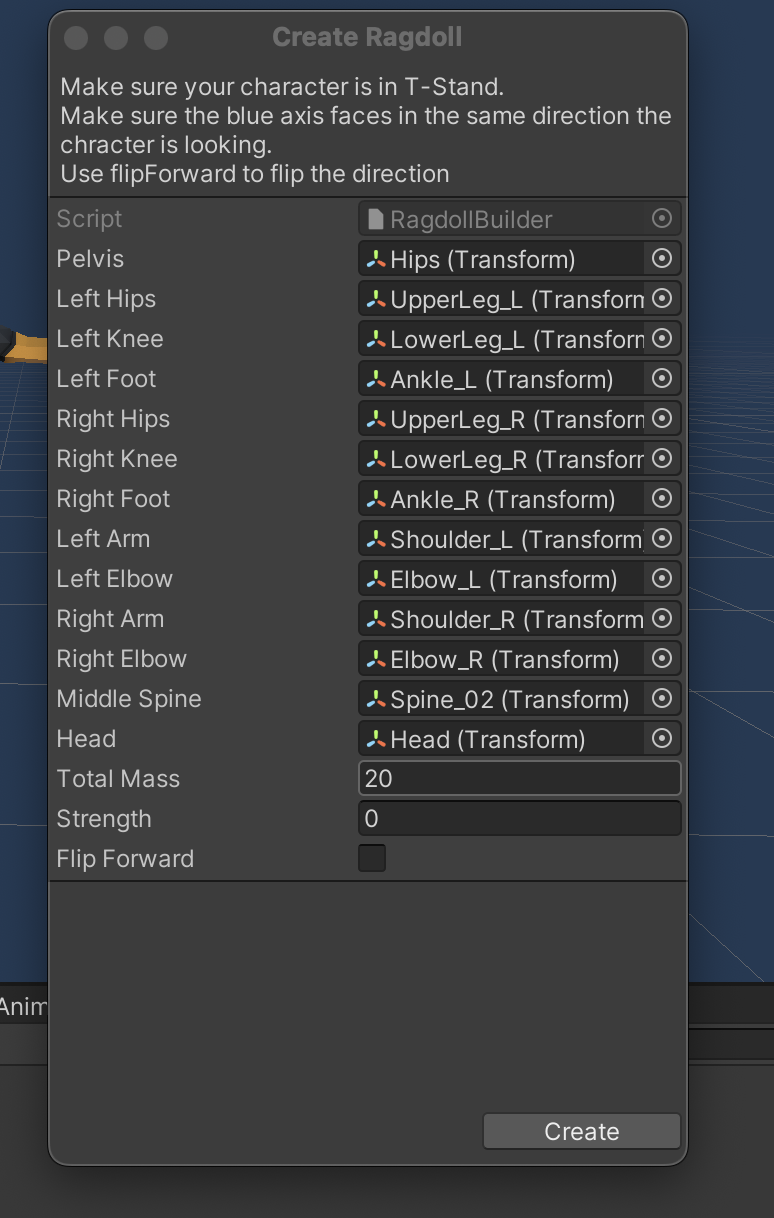 Create Ragdoll
Make sure your character is in T-Stand.
Make sure the blue axis faces in the same direction the
chracter is looking.
Use flipForward to flip the direction
Script RagdollBuilder
Pelvis Hips (Transform)
Left Hips UpperLeg_L (Transform
Left Knee LowerLeg_L (Transforn
Left Foot Ankle_L (Transform)
Right Hips UpperLeg_R (Transforn
Right Knee LowerLeg_R (Transforr
Right Foot Ankle_R (Transform)
Left Arm Shoulder_L (Transform
Left Elbow Elbow_L (Transform)
Right Arm Shoulder_R (Transform
Right Elbow Elbow_R (Transform)
Middle Spine Spine_02 (Transform)
Head Head (Transform)
Total Mass 20
Strength 0
Flip Forward
Anim
Create